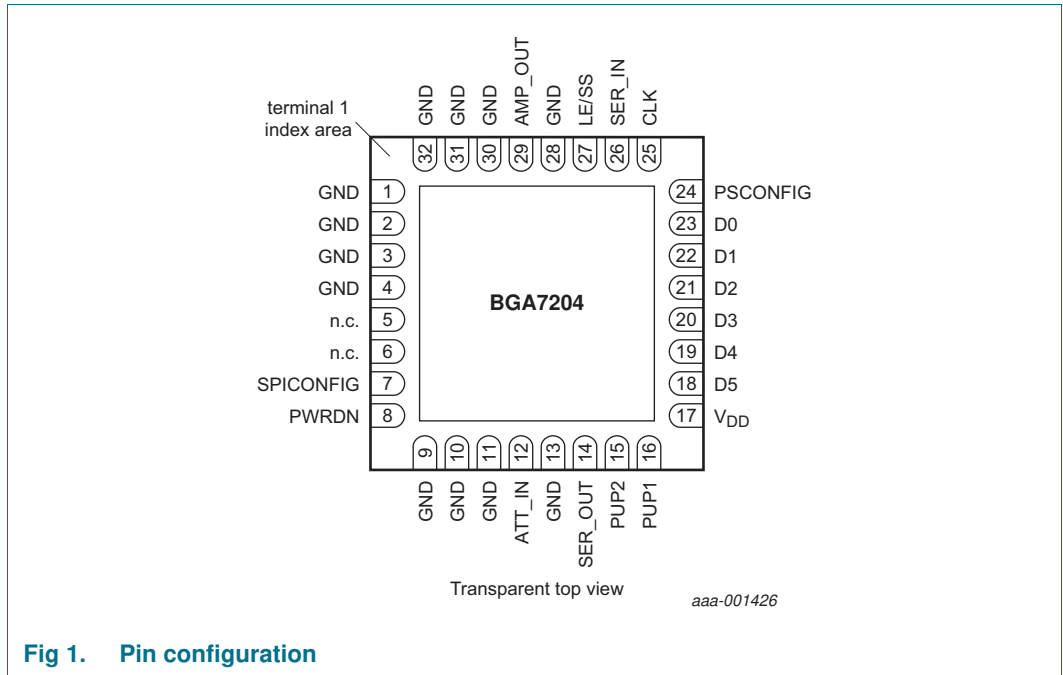 GND
GND
GND
AMP_OUT
GND
LE/SS
SER_IN
CLK
terminal 1
index area
32
31
30
29
28
27
26
25
GND 1
GND 2
GND 3
GND 4
n.c. 5
n.c. 6
SPICONFIG 7
PWRDN 8
BGA7204
24 PSCONFIG
23 D0
22 D1
21 D2
20 D3
19 D4
18 D5
17 VDD
9
10
11
12
13
14
15
16
GND
GND
GND
ATT_IN
GND
SER_OUT
PUP2
PUP1
Transparent top view
aaa-001426
Fig 1. Pin configuration